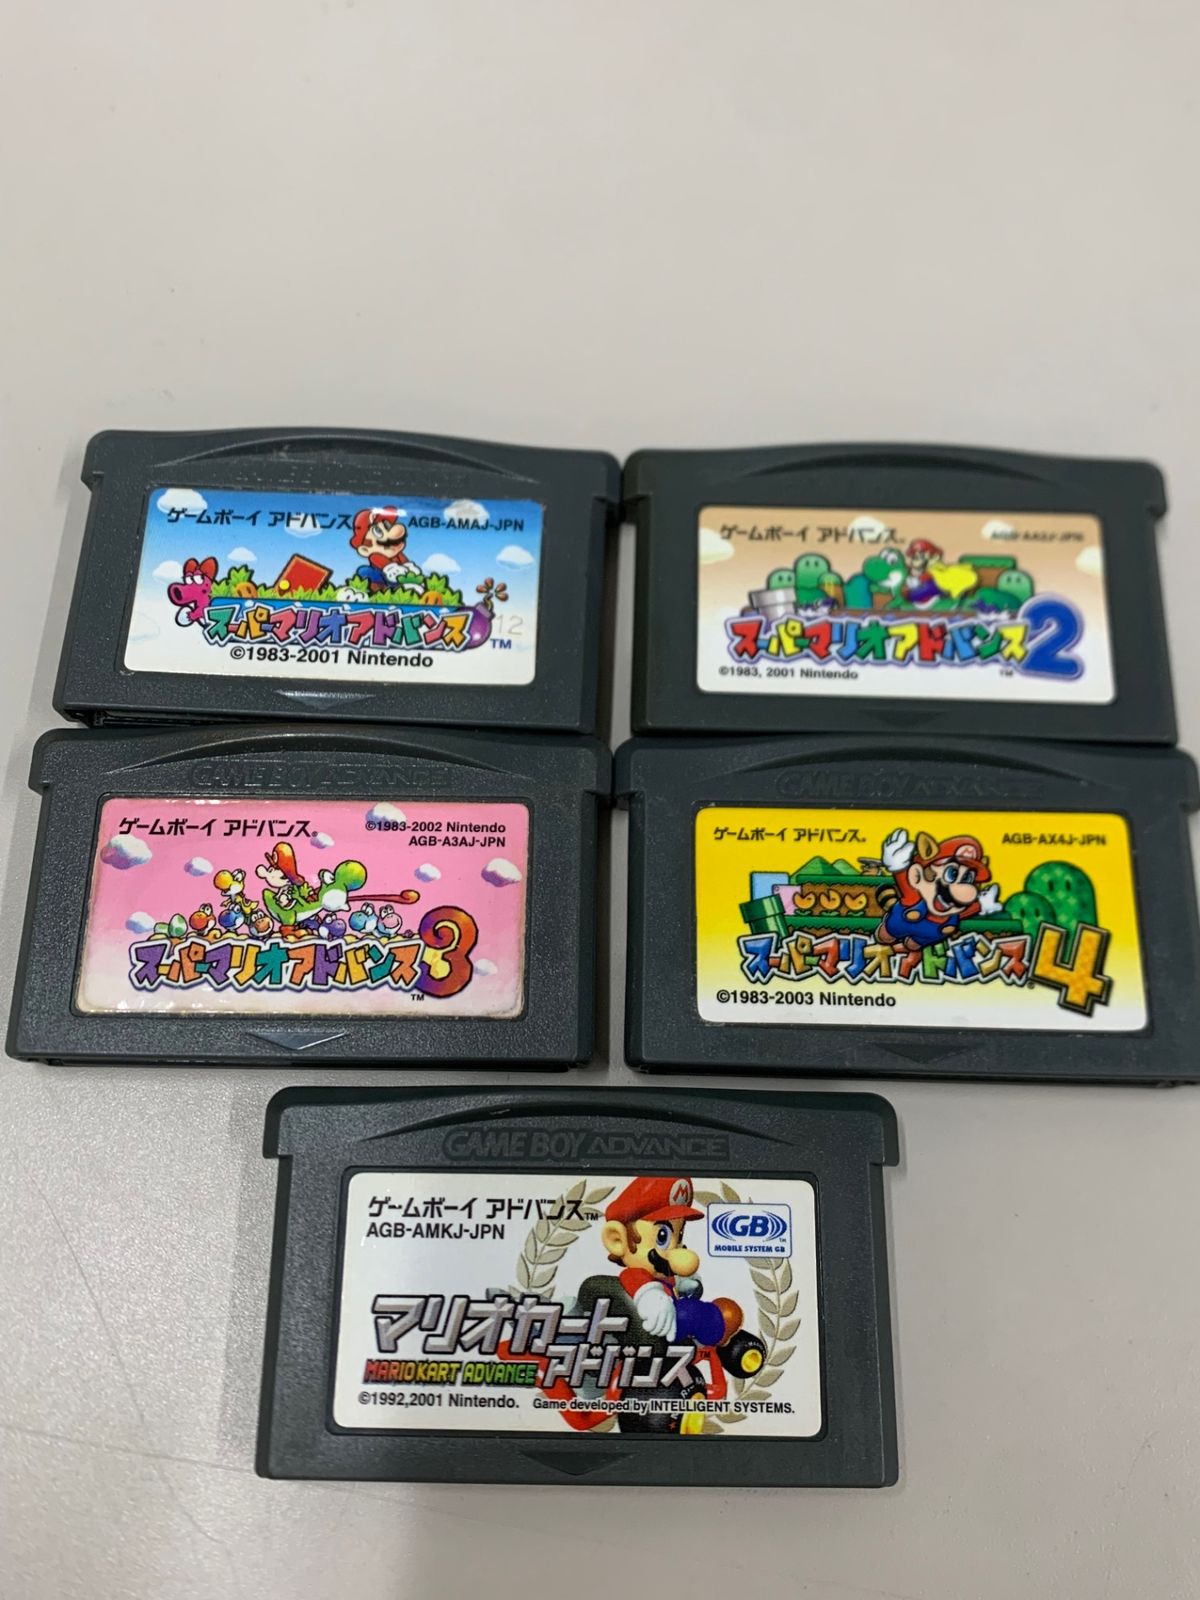 ゲームボーイ アドバンス
AGB-AMAJ-JPN
スーパーマリオアドバンス
TM
12
©1983-2001 Nintendo
ゲームボーイ アドバンス
スーパーマリオアドバンス2
TM
©1983, 2001 Nintendo
GAME BOY ADVANCE
ゲームボーイ アドバンス®
©1983-2002 Nintendo
AGB-A3AJ-JPN
スーパーマリオアドバンス3
TM
GAME BOY ADVANCE
ゲームボーイ アドバンス®
AGB-AX4J-JPN
スーパーマリオアドバンス®4
©1983-2003 Nintendo
GAME BOY ADVANCE
ゲームボーイ アドバンス™
AGB-AMKJ-JPN
M
GB
TM
MOBILE SYSTEM GB
マリオカート
アドバンス™
MARIO KART ADVANCE
©1992,2001 Nintendo. Game developed by INTELLIGENT SYSTEMS.